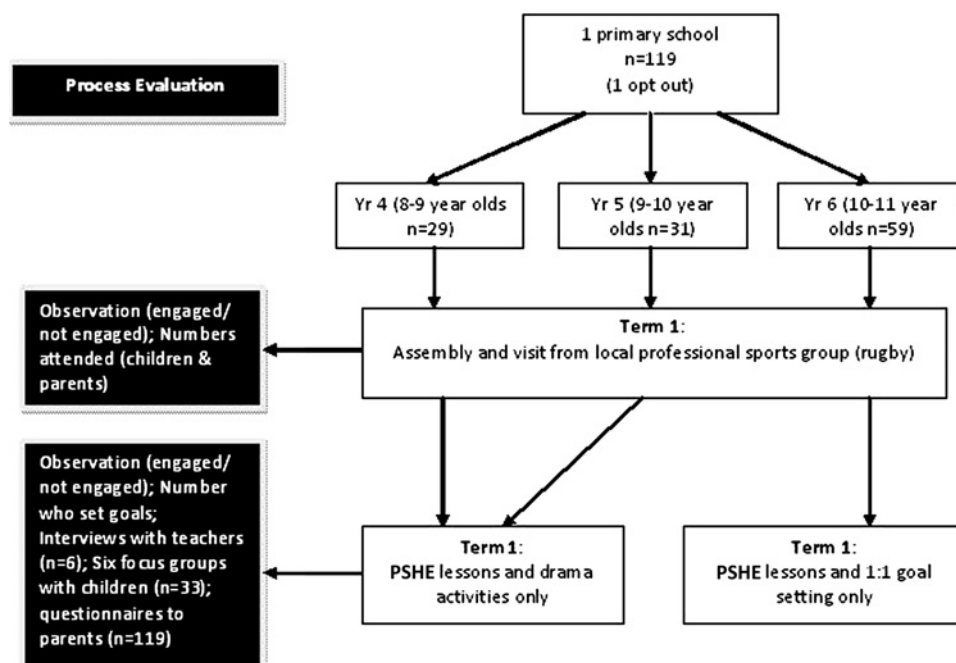 1 primary school
n=119
(1 opt out)
Process Evaluation
Yr 4 (8-9 year olds
n=29)
Yr 5 (9-10 year
olds n=31)
Yr 6 (10-11 year
olds n=59)
Observation (engaged/
not engaged); Numbers
attended (children &
parents)
Term 1:
Assembly and visit from local professional sports group (rugby)
Observation (engaged/
not engaged); Number
who set goals;
Interviews with teachers
(n=6); Six focus groups
with children (n=33);
questionnaires to
parents (n=119)
Term 1:
PSHE lessons and drama
activities only
Term 1:
PSHE lessons and 1:1 goal
setting only